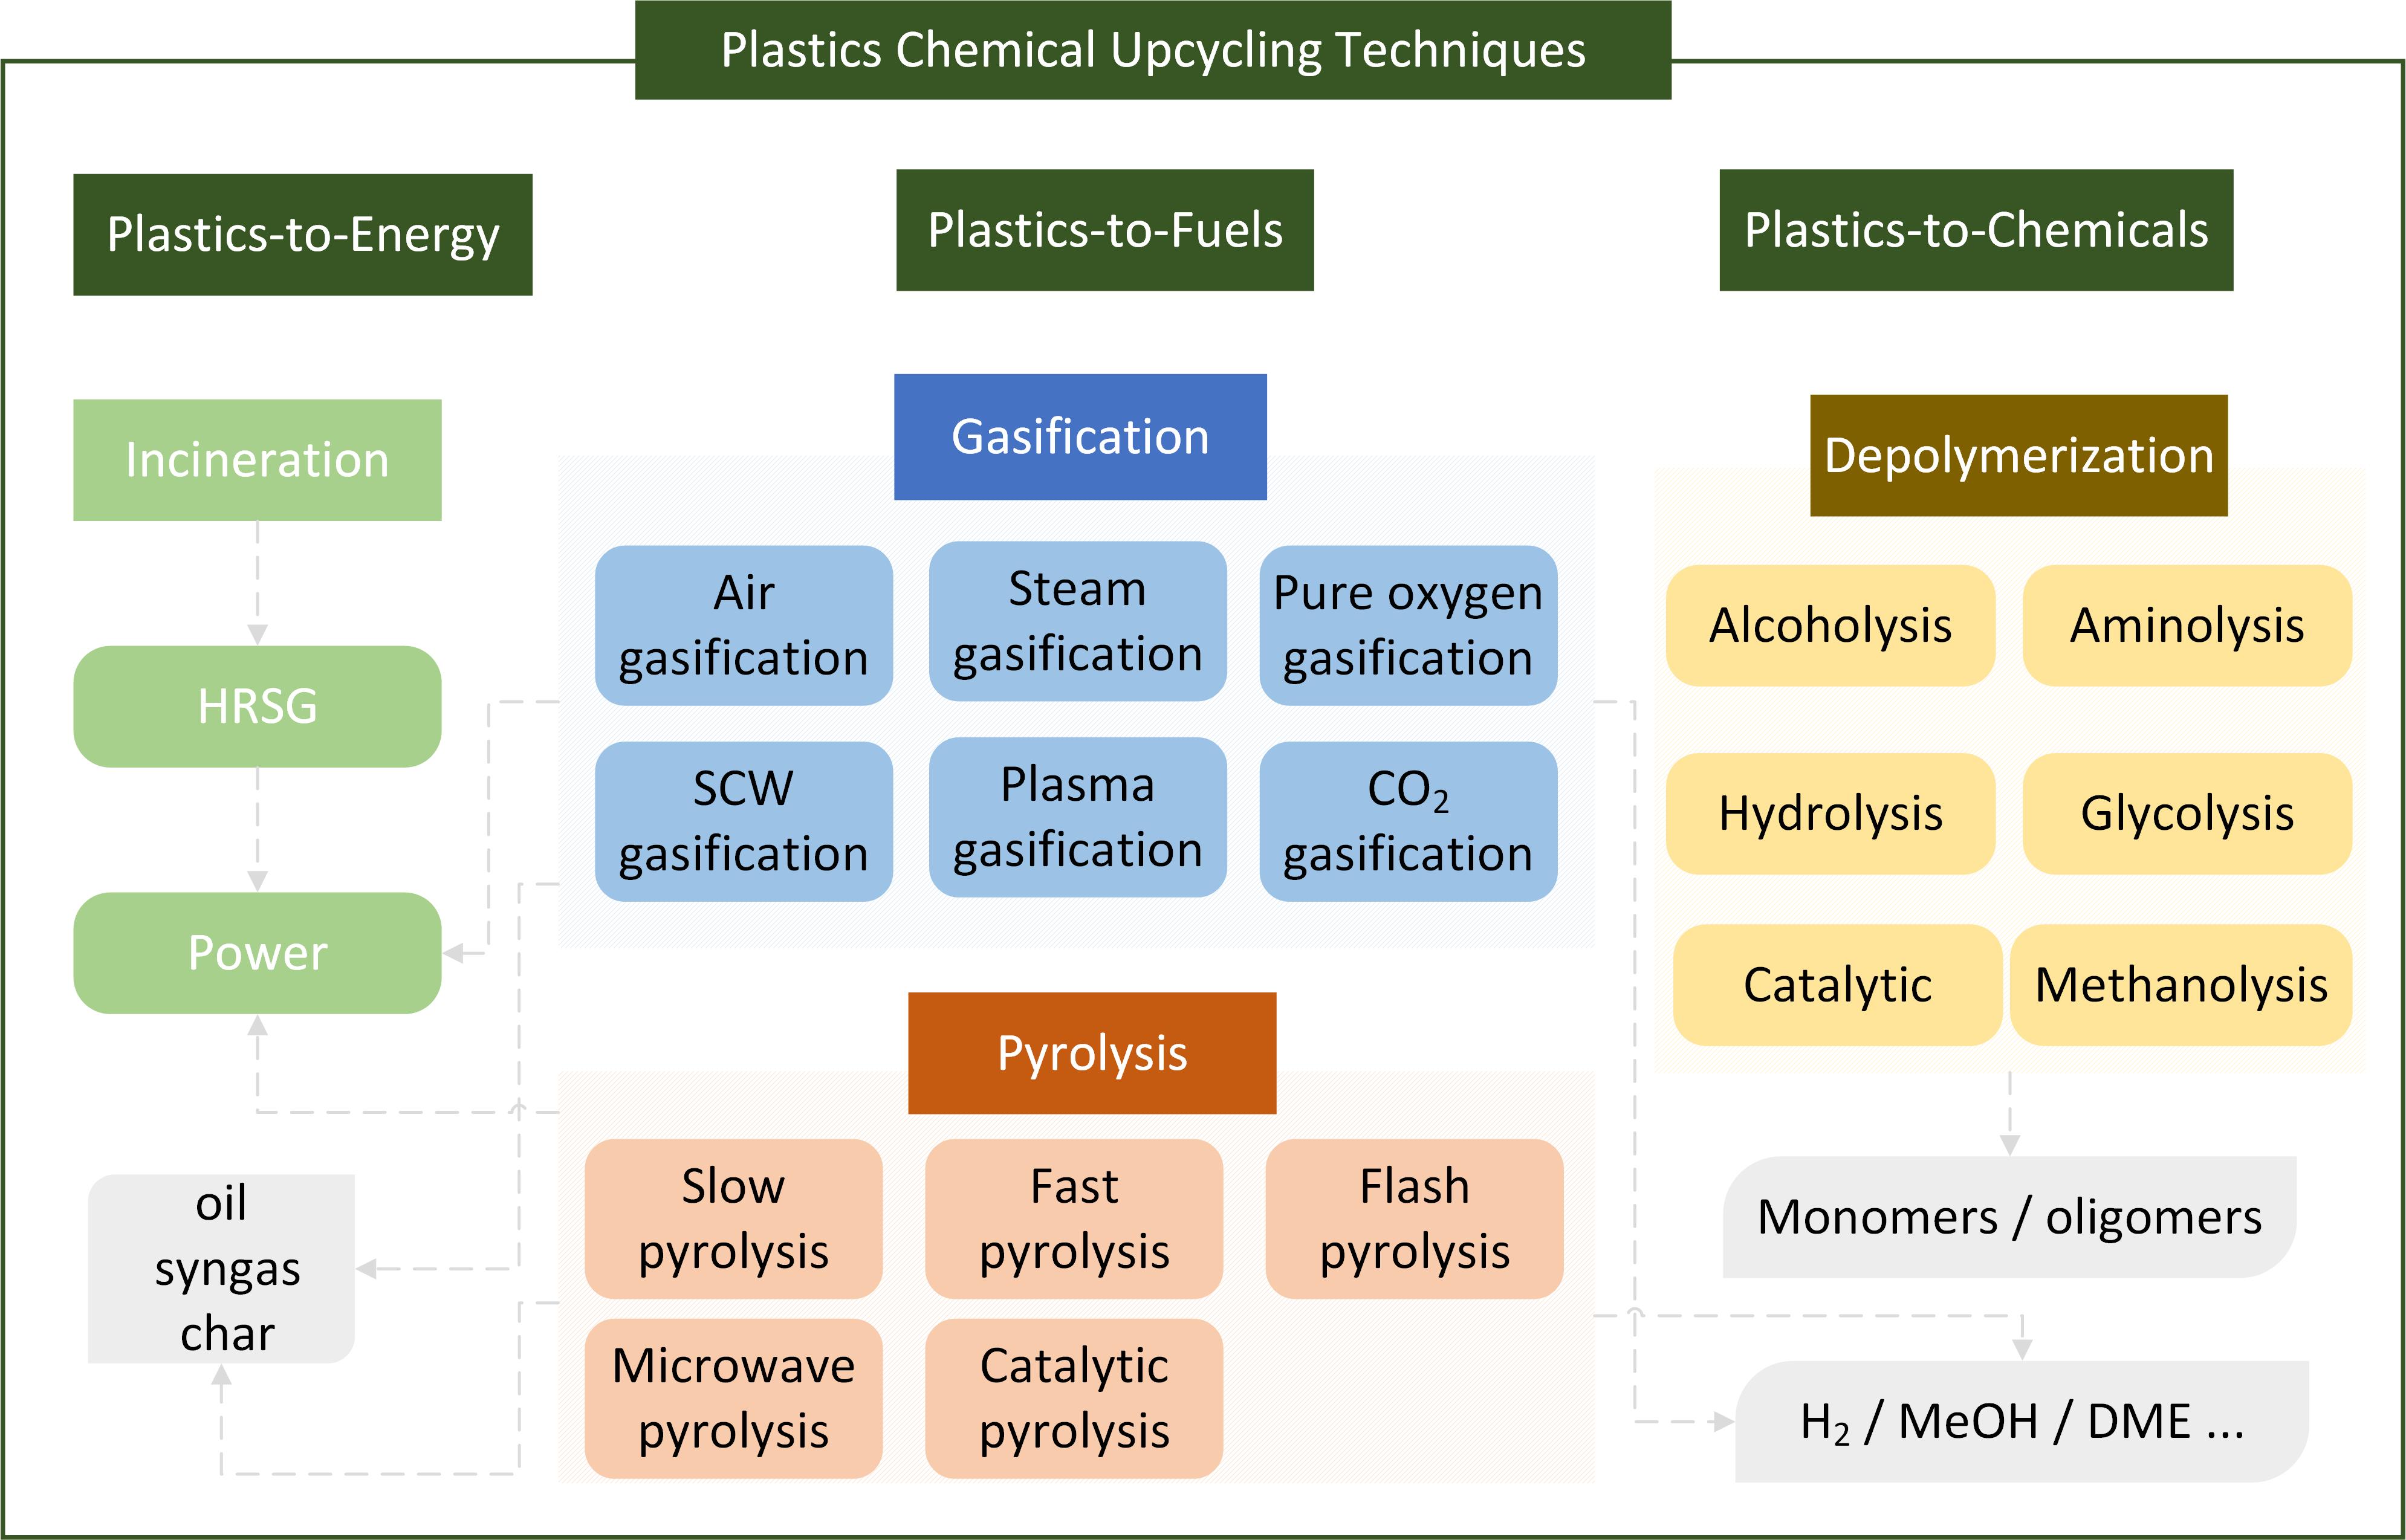 Plastics Chemical Upcycling Techniques
Plastics-to-Energy
Plastics-to-Fuels
Plastics-to-Chemicals
Incineration
HRSG
Power
oil
syngas
char
Gasification
Air
gasification
Steam
gasification
Pure oxygen
gasification
SCW
gasification
Plasma
gasification
CO₂
gasification
Pyrolysis
Slow
pyrolysis
Fast
pyrolysis
Flash
pyrolysis
Microwave
pyrolysis
Catalytic
pyrolysis
Depolymerization
Alcoholysis
Aminolysis
Hydrolysis
Glycolysis
Catalytic
Methanolysis
Monomers / oligomers
H₂ / MeOH / DME ...